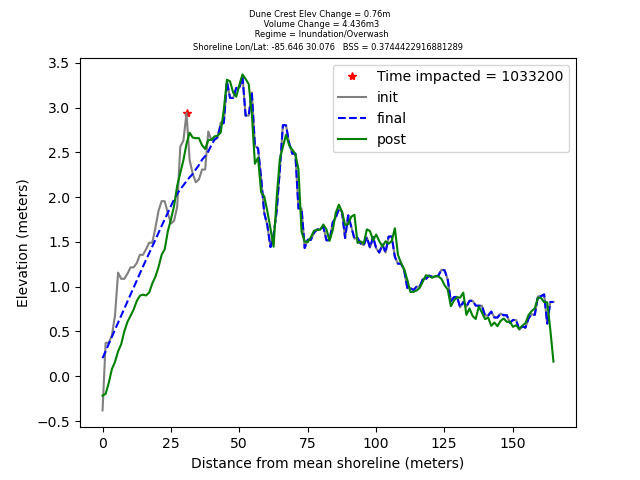 Dune Crest Elev Change = 0.76m
Volume Change = 4.436m3
Regime = Inundation/Overwash
Shoreline Lon/Lat: -85.646 30.076 BSS = 0.3744422916881289
Time impacted = 1033200
init
final
post
Elevation (meters)
3.5
3.0
2.5
2.0
1.5
1.0
0.5
0.0
−0.5
0 25 50 75 100 125 150
Distance from mean shoreline (meters)